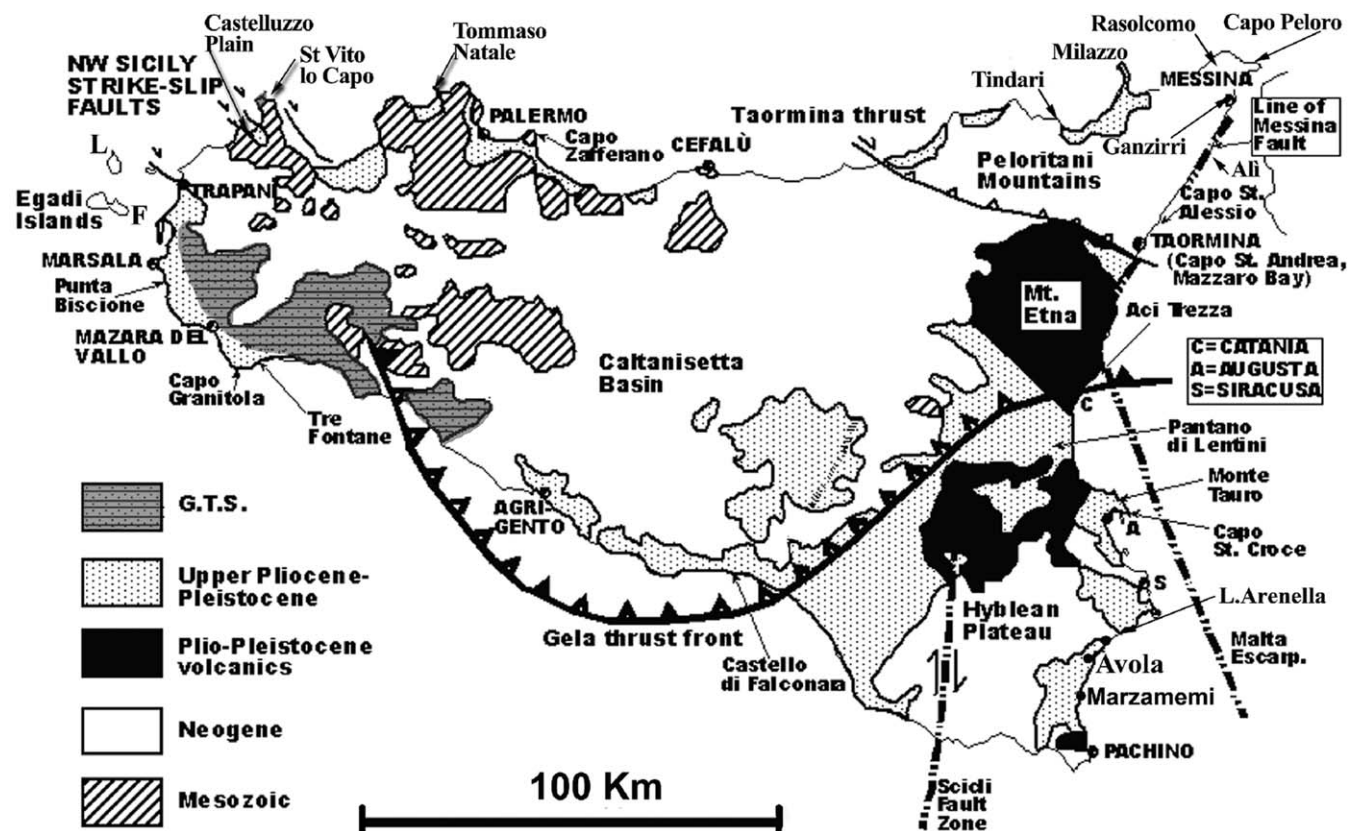 Castelluzzo
Plain
St Vito
lo Capo
Tommaso
Natale
Rasolcomo
Capo Peloro
Milazzo
Tindari
MESSINA
NW SICILY
STRIKE-SLIP
FAULTS
PALERMO
Capo
Zafferano
CEFALÙ
Taormina thrust
Ganzirri
Line of
Messina
Fault
L
Peloritani
Mountains
Alì
TRAPANI
Egadi
Islands
F
Capo St.
Alessio
TAORMINA
(Capo St. Andrea,
Mazzaro Bay)
MARSALA
Punta
Biscione
Mt.
Etna
Aci Trezza
MAZARA DEL
VALLO
Caltanisetta
Basin
C=CATANIA
A=AUGUSTA
S=SIRACUSA
Capo
Granitola
C
Tre
Fontane
Pantano
di Lentini
Monte
Tauro
G.T.S.
AGRI-
GENTO
A
Capo
St. Croce
Upper Pliocene-
Pleistocene
S
Hyblean
Plateau
L.Arenella
Gela thrust front
Plio-Pleistocene
volcanics
Castello
di Falconara
Malta
Escarp.
Avola
Marzamemi
Neogene
PACHINO
100 Km
Mesozoic
Scicli
Fault
Zone